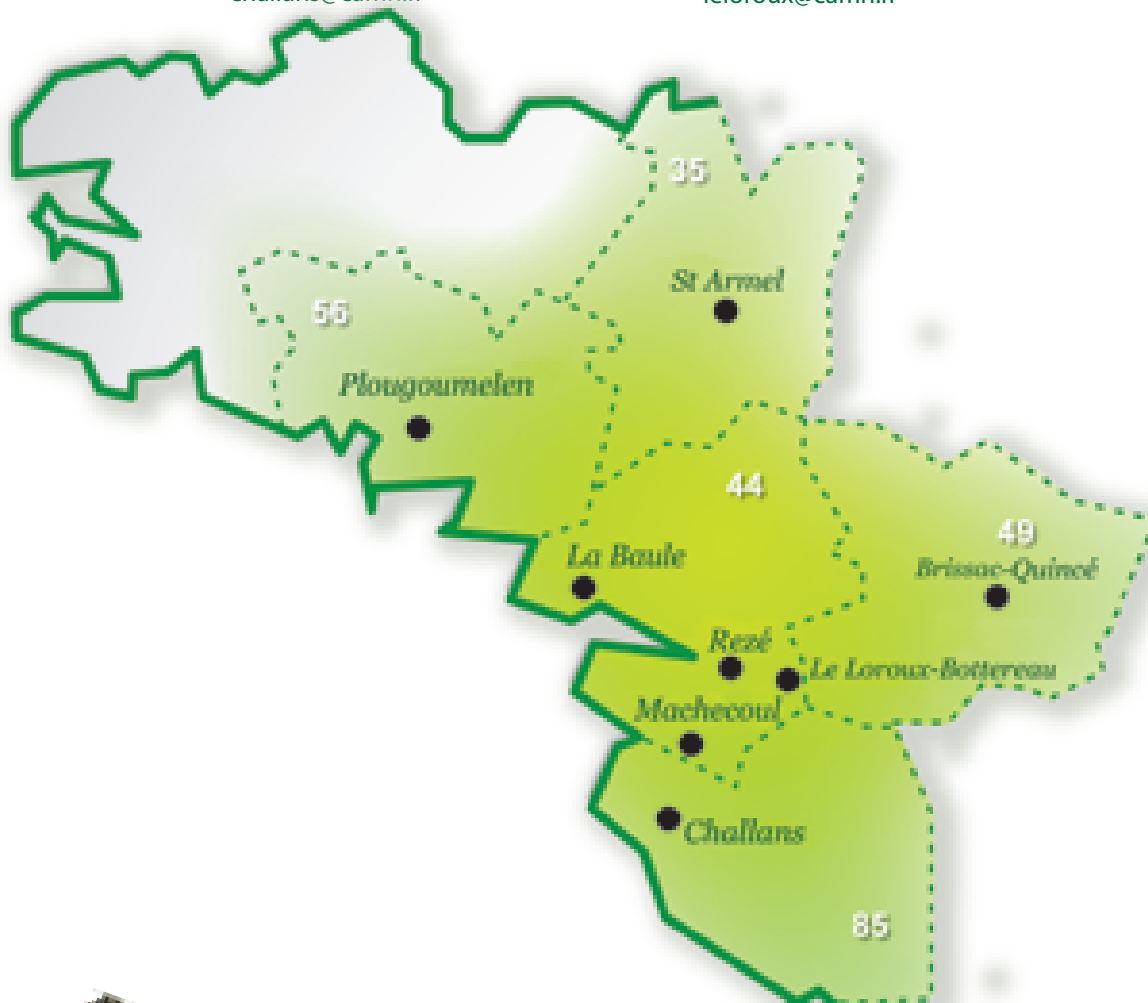 35
St Armel
56
Plougoumelen
44
49
La Baule
Brissac-Quincé
Rezé
Le Loroux-Bottereau
Machecoul
Challans
85